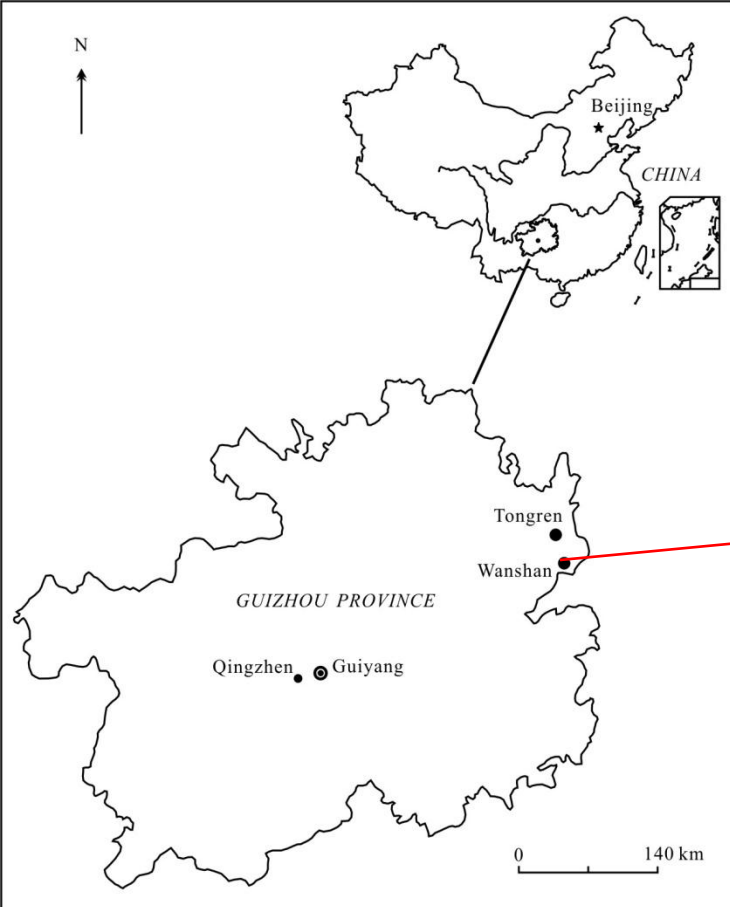 N
Beijing
CHINA
Tongren
Wanshan
GUIZHOU PROVINCE
Qingzhen
Guiyang
0
140 km